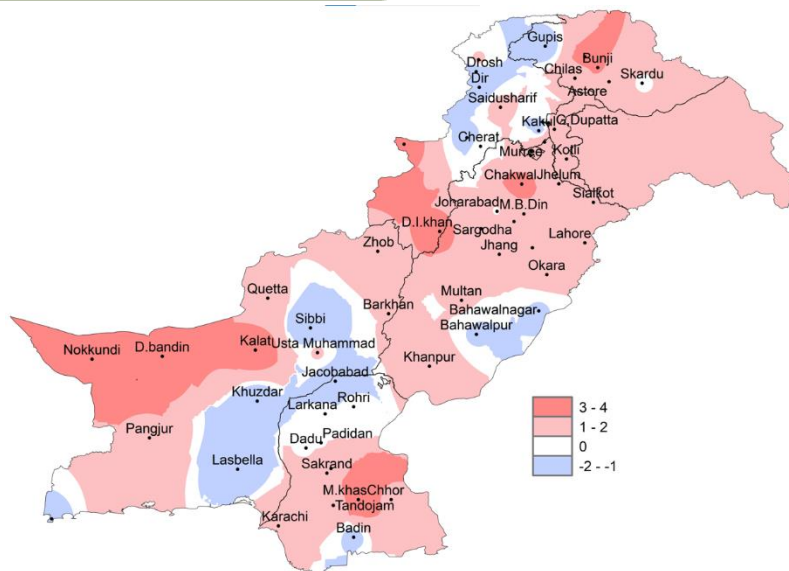 Gupis
Drosh
Bunji
Dir
Chilas
Skardu
Astore
Saidusharif
Kakul
G.Dupatta
Cherat
Murree
Kotli
Chakwal
Jhelum
Sialkot
Joharabad
M.B.Din
D.I.khan
Sargodha
Lahore
Zhob
Jhang
Okara
Quetta
Multan
Barkhan
Bahawalnagar
Sibbi
Bahawalpur
Nokkundi
D.bandin
Kalat
Usta Muhammad
Khanpur
Jacobabad
Khuzdar
Larkana
Rohri
Pangjur
Dadu
Padidan
Lasbella
Sakrand
M.khas
Chhor
Tandojam
Karachi
Badin
3 - 4
1 - 2
0
-2 - -1